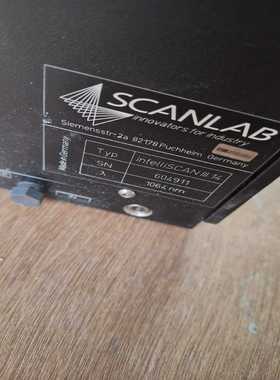 SCANLAB
innovators for industry
Siemensstr. 2a 82178 Puchheim Germany
Made in Germany
Typ intelliSCAN III 14
SN 604911
λ 1064 nm